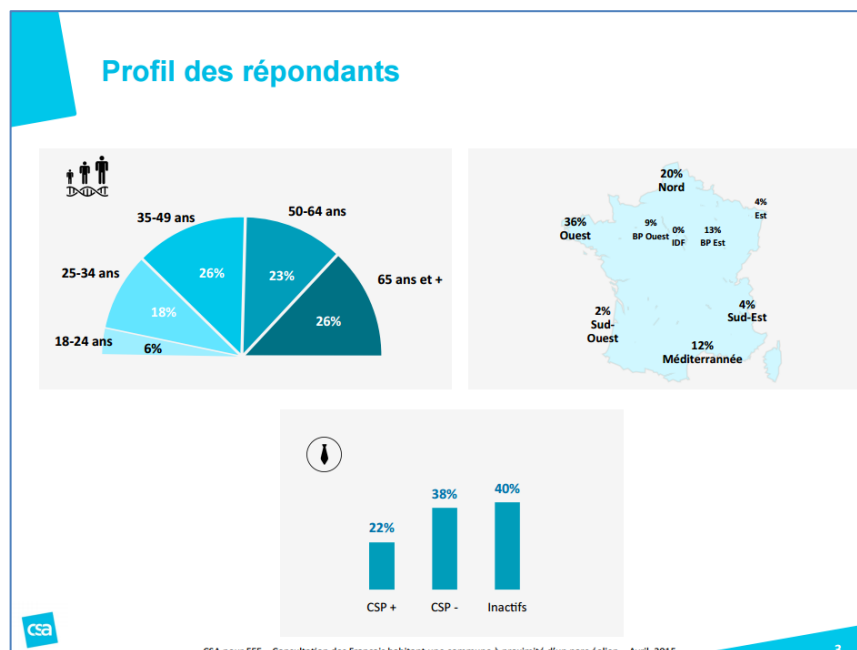 Profil des répondants
35-49 ans
50-64 ans
25-34 ans
65 ans et +
18-24 ans
26%
23%
18%
26%
6%
20%
Nord
4%
Est
36%
Ouest
9%
BP Ouest
0%
IDF
13%
BP Est
2%
Sud-
Ouest
4%
Sud-Est
12%
Méditerrannée
22%
38%
40%
CSP +
CSP -
Inactifs
csa
3